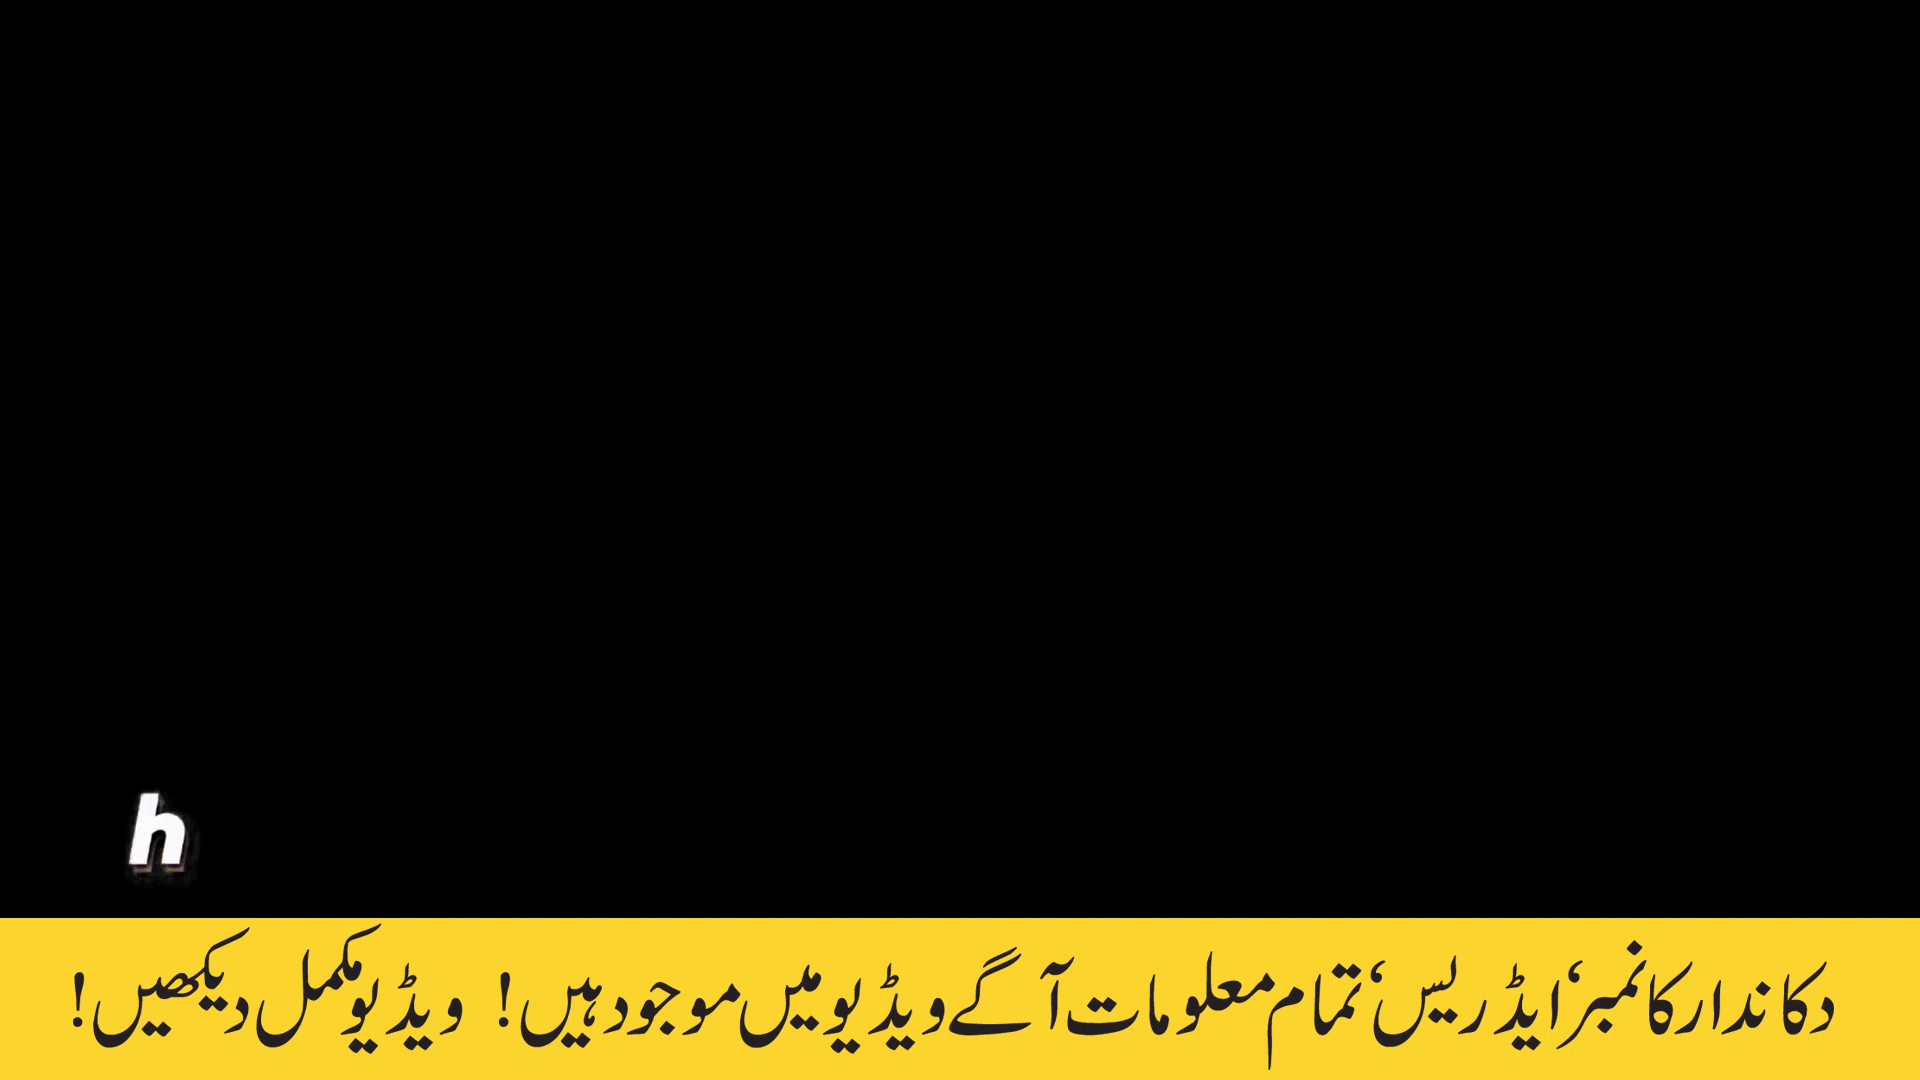 h
دکاندار کا نمبر‘ ایڈریس‘ تمام معلومات آگے ویڈیو میں موجود ہیں! ویڈیو مکمل دیکھیں!